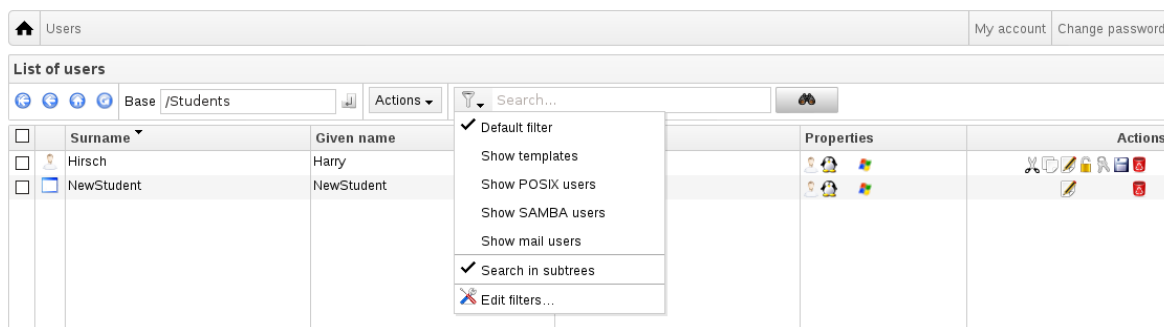 Users My account Change password
List of users
Base /Students Actions Search...
Surname Given name Properties Actions
Default filter
Hirsch Harry
Show templates
NewStudent NewStudent
Show POSIX users
Show SAMBA users
Show mail users
Search in subtrees
Edit filters...